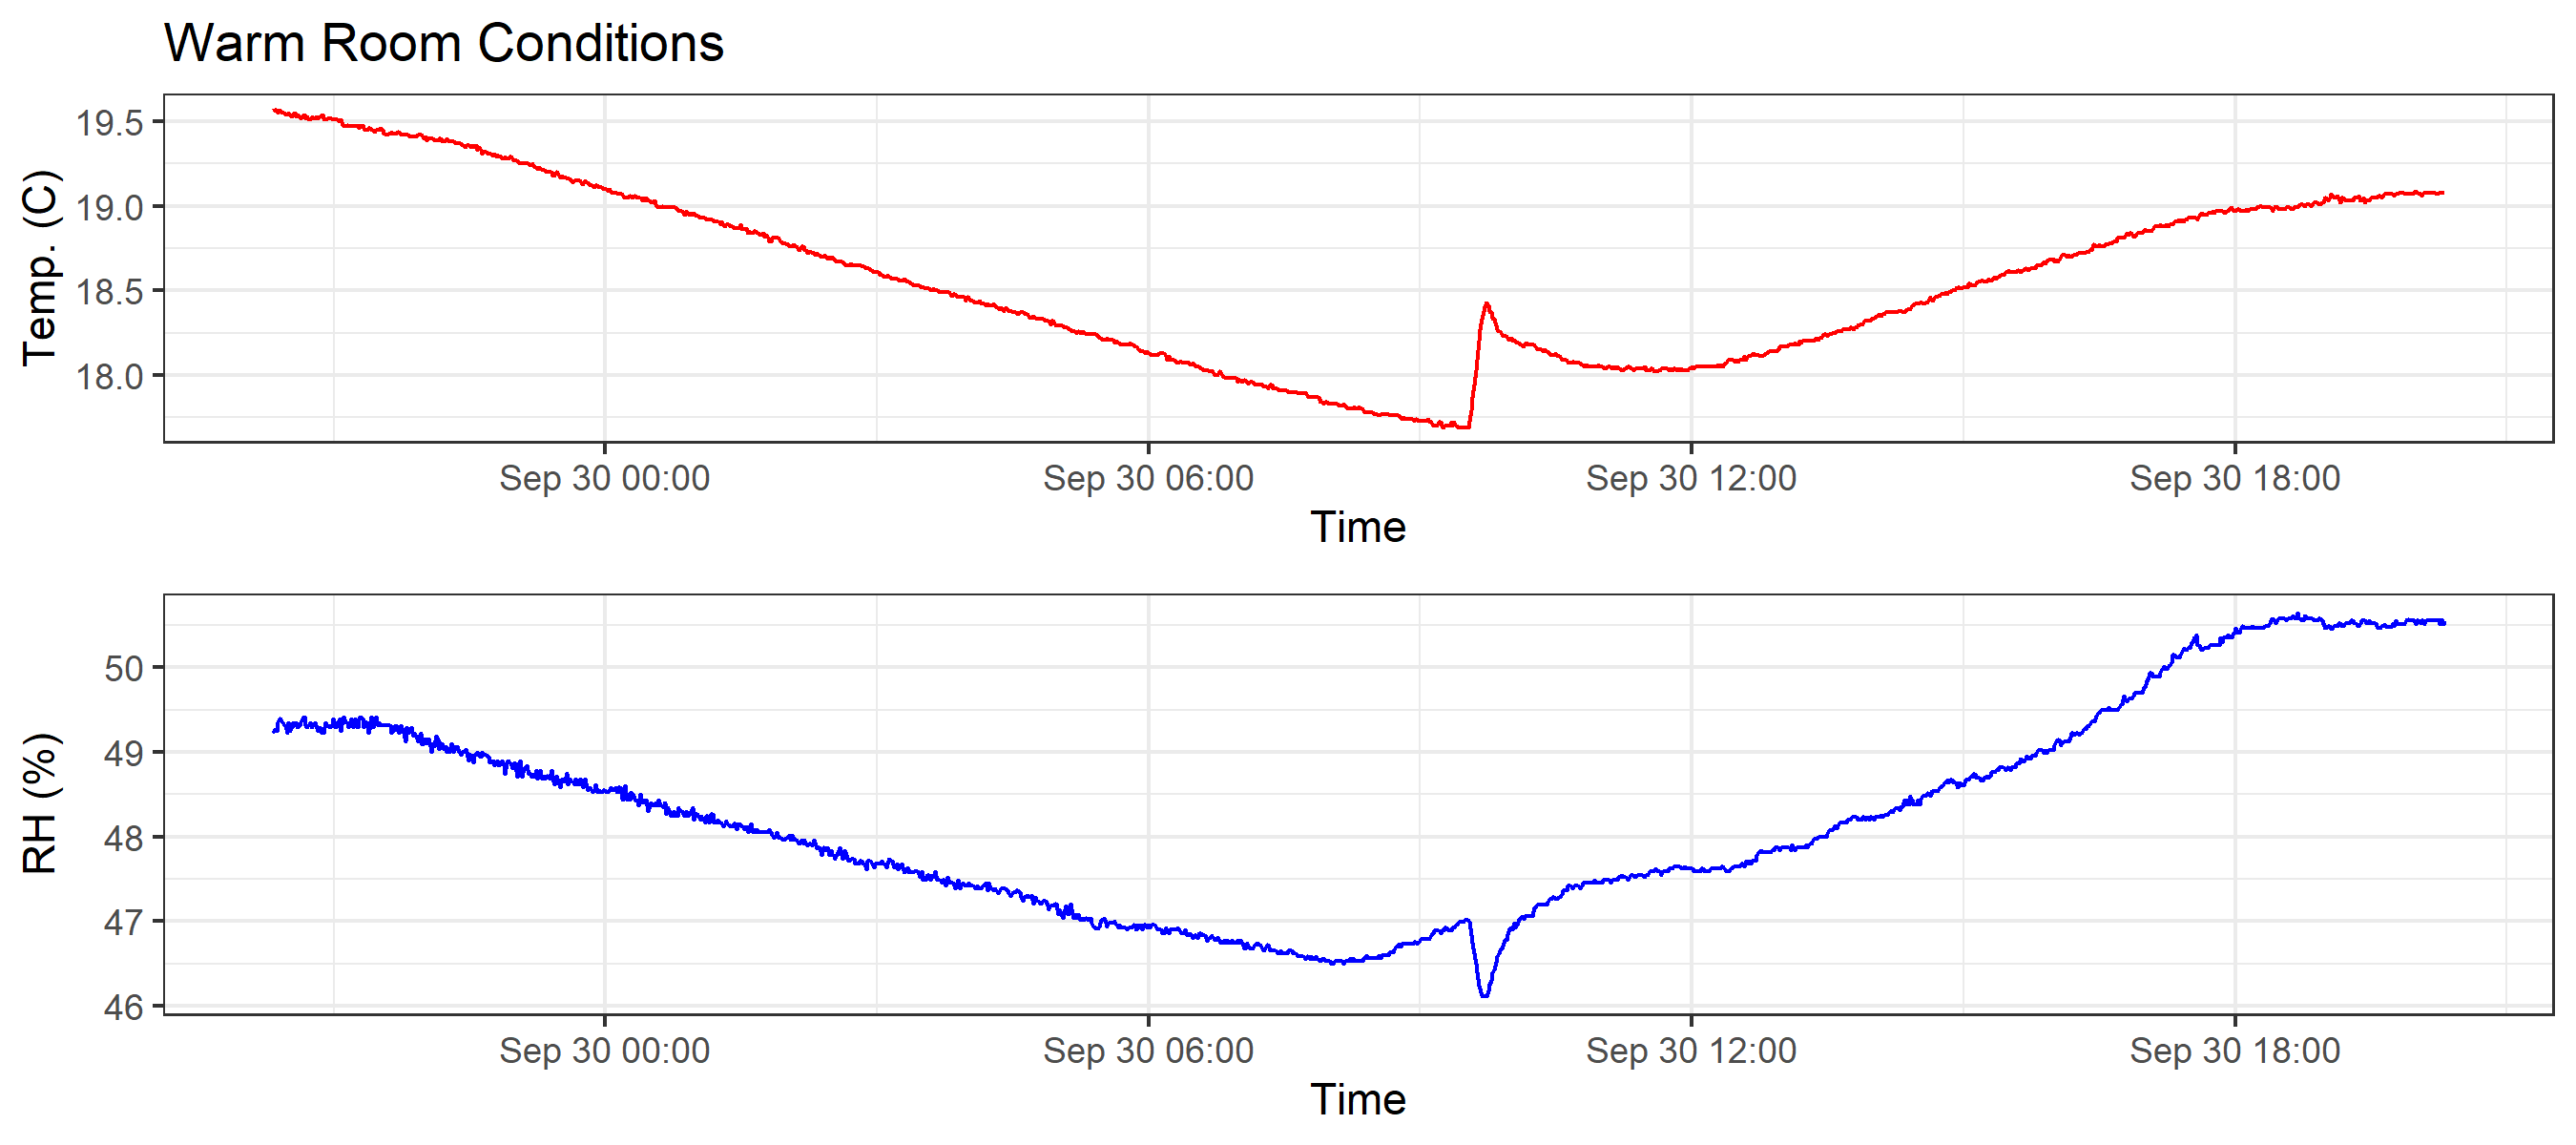 Warm Room Conditions
Temp. (C)
19.5
19.0
18.5
18.0
Sep 30 00:00 Sep 30 06:00 Sep 30 12:00 Sep 30 18:00
Time
RH (%)
50
49
48
47
46
Sep 30 00:00 Sep 30 06:00 Sep 30 12:00 Sep 30 18:00
Time